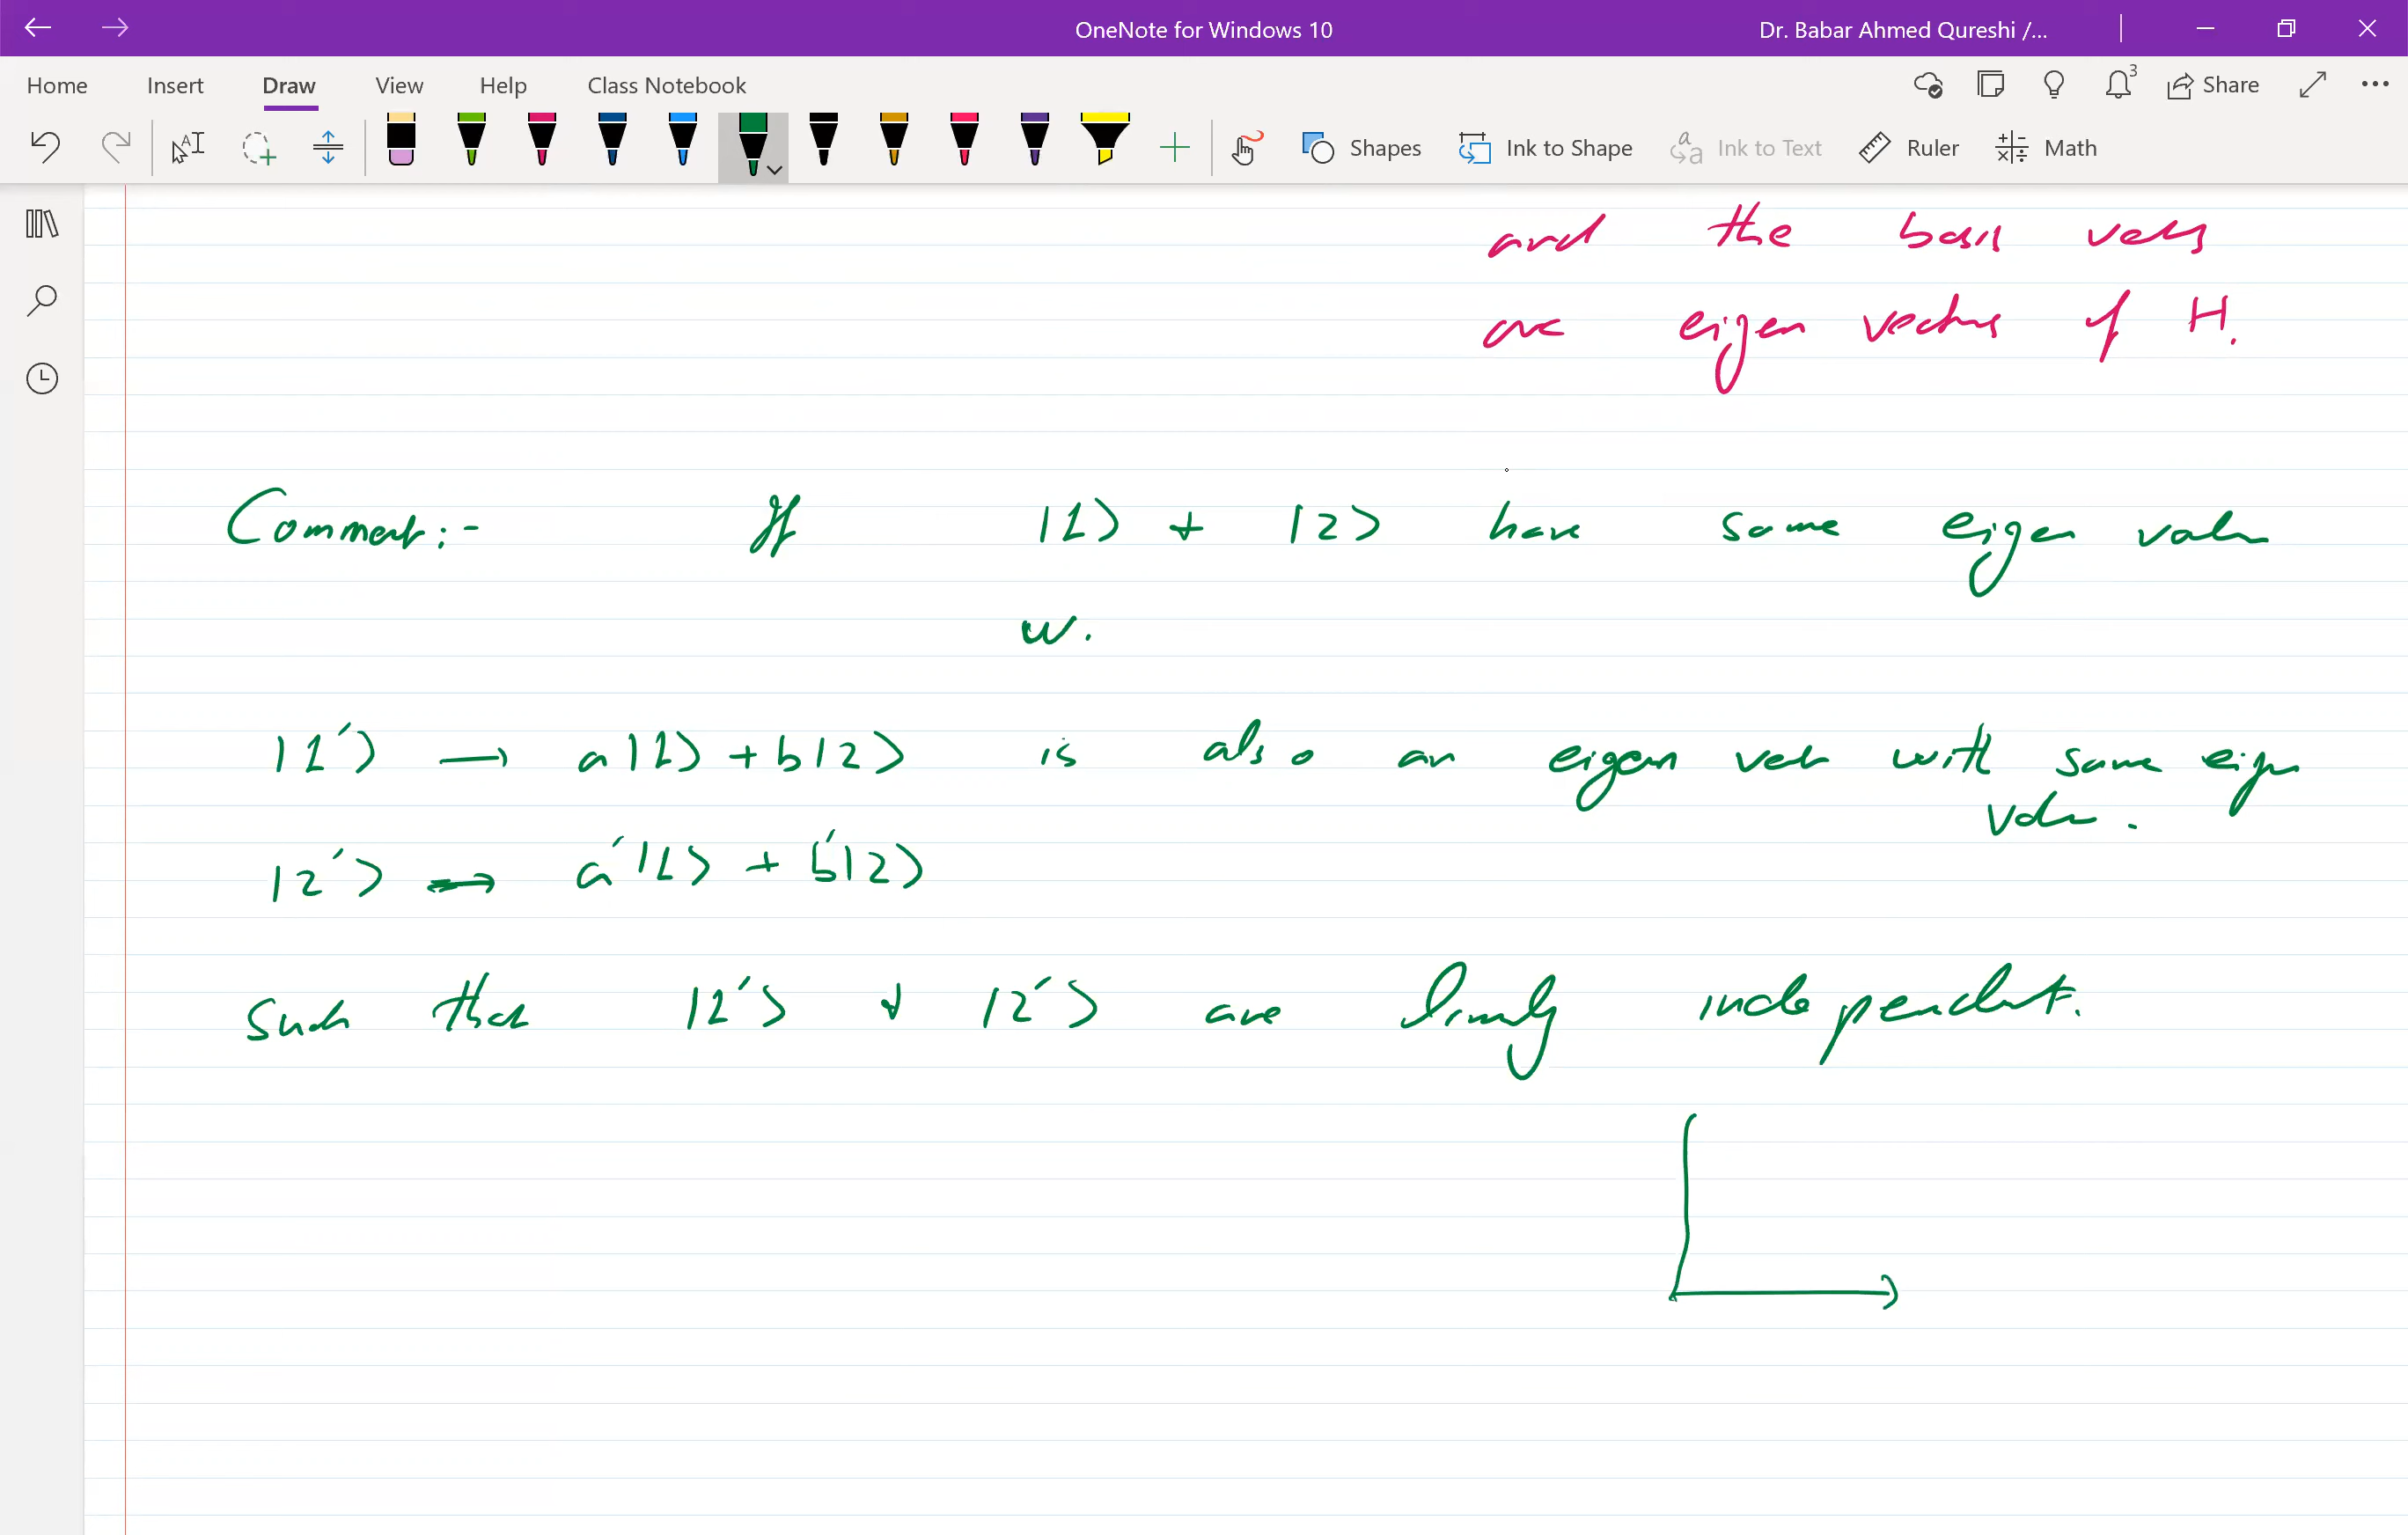 OneNote for Windows 10
Dr. Babar Ahmed Qureshi /...
Home Insert Draw View Help Class Notebook
3 Share
Shapes Ink to Shape Ink to Text Ruler Math
and the basis
are eigen vectors of H.
Comment:- If |1> + |2> have same eigen value
w.
|1'> → a|1> + b|2> is also an eigen with same eigen
value.
|2'> → a'|1> + b'|2>
Such that |1'> & |2'> are linearly independent.